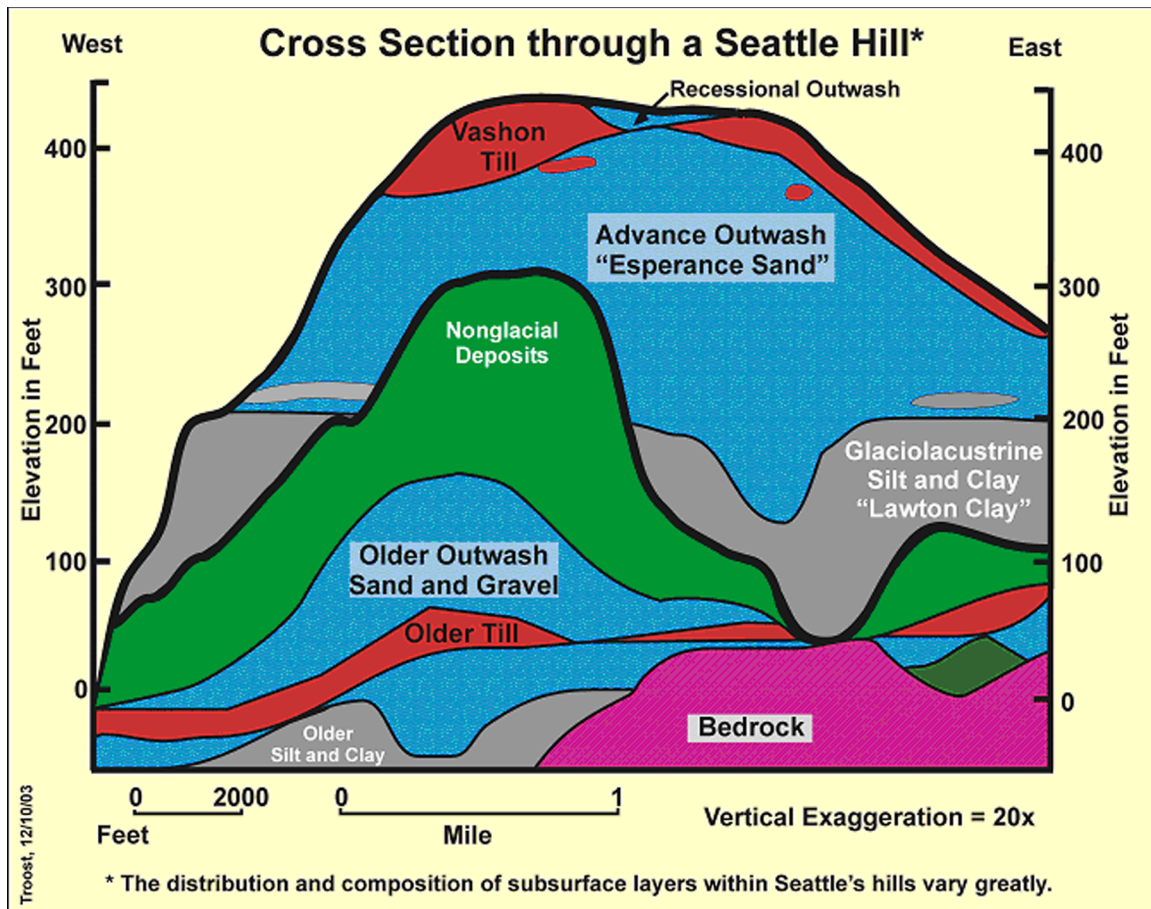 West
Cross Section through a Seattle Hill*
East
Recessional Outwash
Vashon
Till
400
400
Advance Outwash
“Esperance Sand”
300
300
Nonglacial
Deposits
Elevation in Feet
Elevation in Feet
200
200
Glaciolacustrine
Silt and Clay
“Lawton Clay”
100
100
Older Outwash
Sand and Gravel
Older Till
0
0
Older
Silt and Clay
Bedrock
0 2000
Feet
0 1
Mile
Vertical Exaggeration = 20x
Troost, 12/10/03
* The distribution and composition of subsurface layers within Seattle’s hills vary greatly.